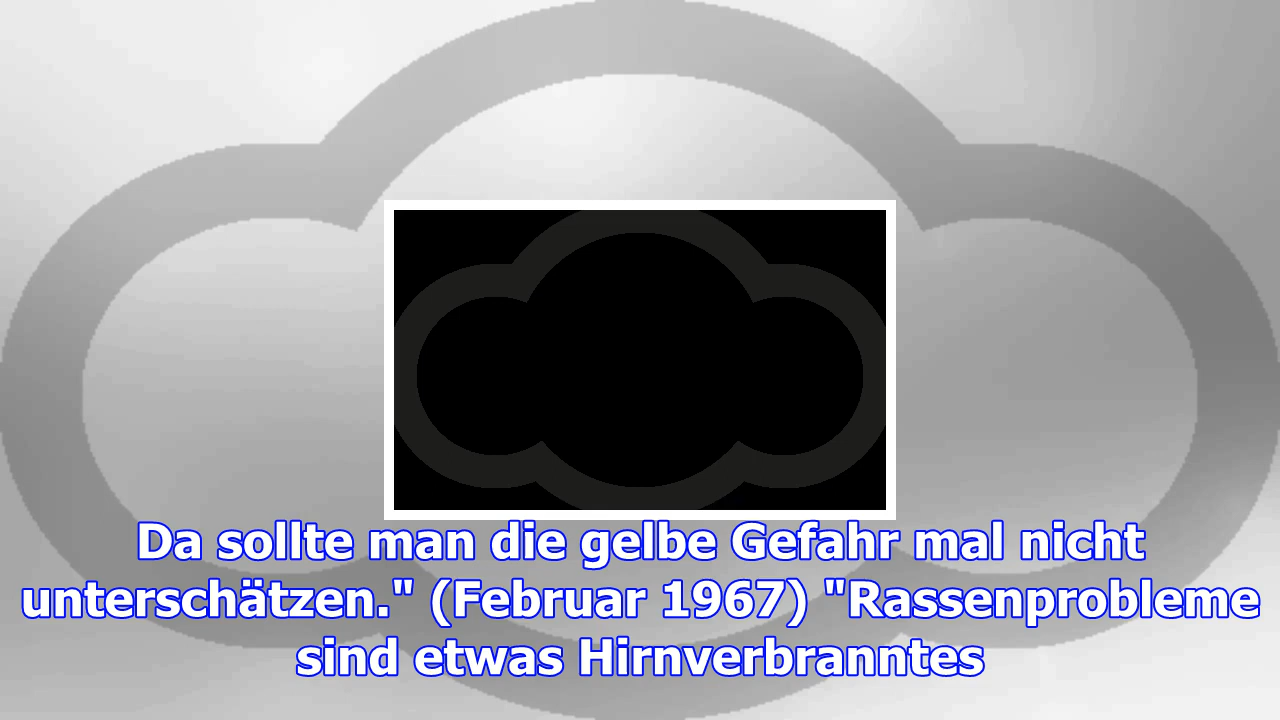 Da sollte man die gelbe Gefahr mal nicht
unterschätzen." (Februar 1967) "Rassenprobleme
sind etwas Hirnverbranntes